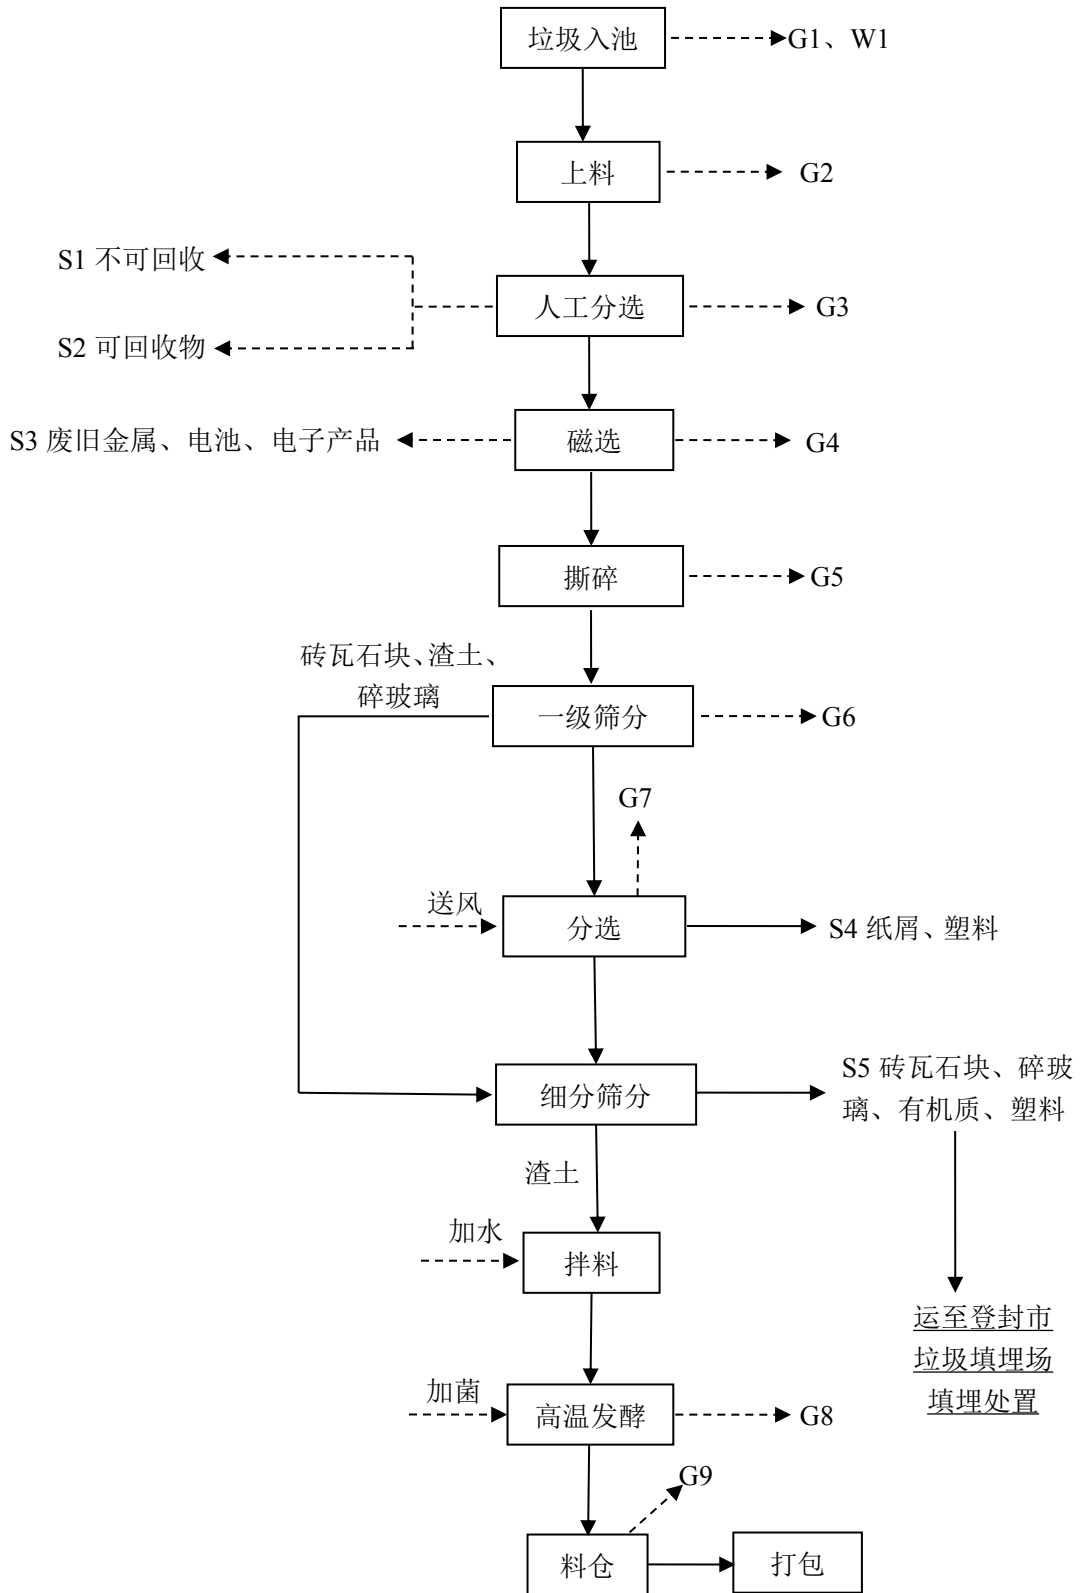 垃圾入池
G1、W1
上料
G2
S1 不可回收
人工分选
G3
S2 可回收物
S3 废旧金属、电池、电子产品
磁选
G4
撕碎
G5
砖瓦石块、渣土、
碎玻璃
一级筛分
G6
G7
送风
分选
S4 纸屑、塑料
细分筛分
S5 砖瓦石块、碎玻
璃、有机质、塑料
渣土
加水
拌料
运至登封市
垃圾填埋场
填埋处置
加菌
高温发酵
G8
G9
料仓
打包